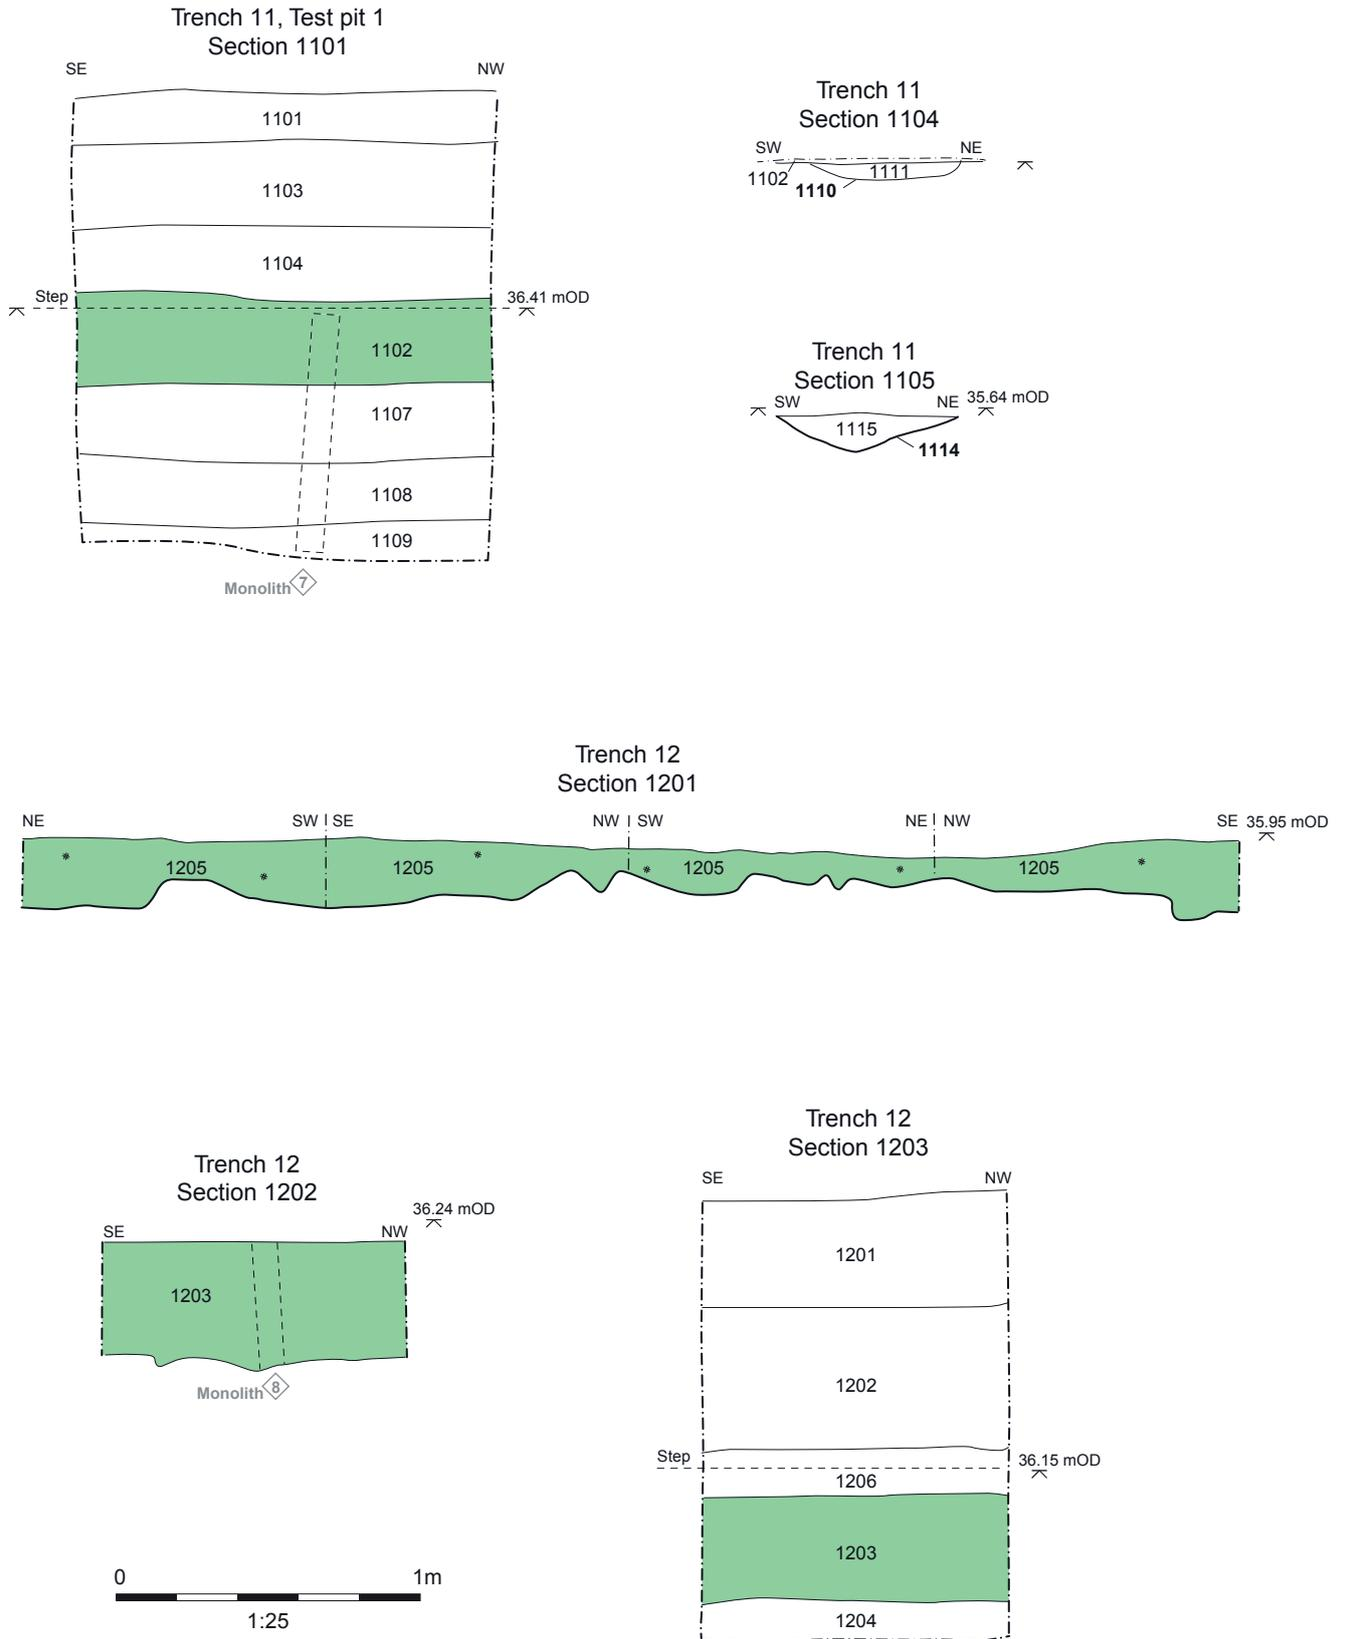 Trench 11, Test pit 1
Section 1101
SE NW
1101
1103
1104
Step 36.41 mOD
1102
1107
1108
1109
Monolith 7
Trench 11
Section 1104
SW NE
1102 1110 1111
Trench 11
Section 1105
SW NE 35.64 mOD
1115
1114
Trench 12
Section 1201
NE SW SE NW SW NE NW SE 35.95 mOD
1205 1205 1205 1205
Trench 12
Section 1202
36.24 mOD
SE NW
1203
Monolith 8
Trench 12
Section 1203
SE NW
1201
1202
Step 36.15 mOD
1206
1203
1204
0 1m
1:25